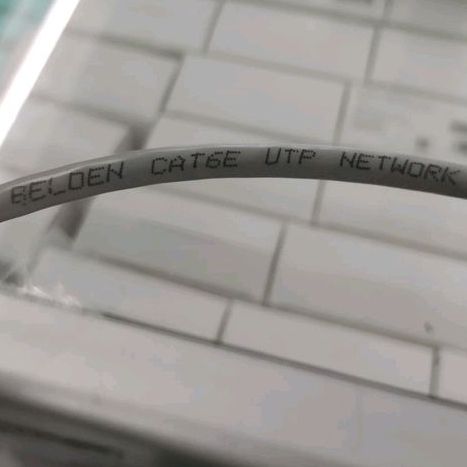 BELDEN CAT6E UTP NETWORK